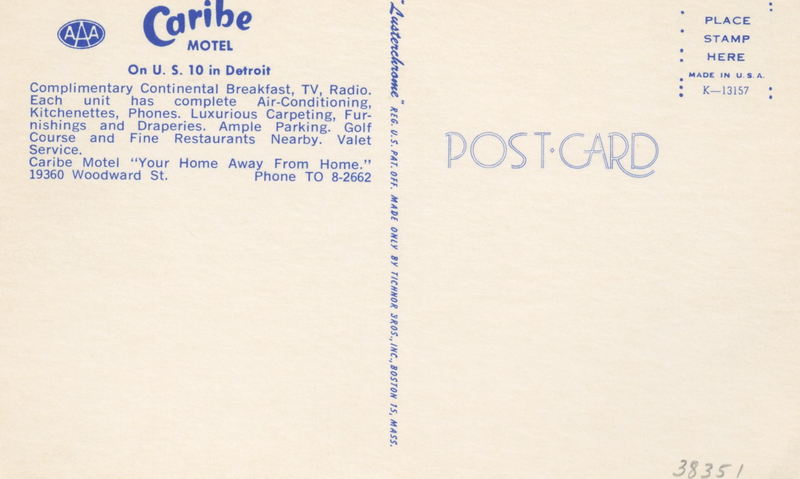 AAA
Caribe
MOTEL
On U. S. 10 in Detroit
Complimentary Continental Breakfast, TV, Radio.
Each unit has complete Air-Conditioning,
Kitchenettes, Phones. Luxurious Carpeting, Fur-
nishings and Draperies. Ample Parking. Golf
Course and Fine Restaurants Nearby. Valet
Service.
Caribe Motel "Your Home Away From Home."
19360 Woodward St. Phone TO 8-2662
"Lusterchrome" REG. U. S. PAT. OFF. MADE ONLY BY TICHNOR BROS., INC., BOSTON 15, MASS.
PLACE
STAMP
HERE
MADE IN U.S.A.
K—13157
POST·CARD
38351